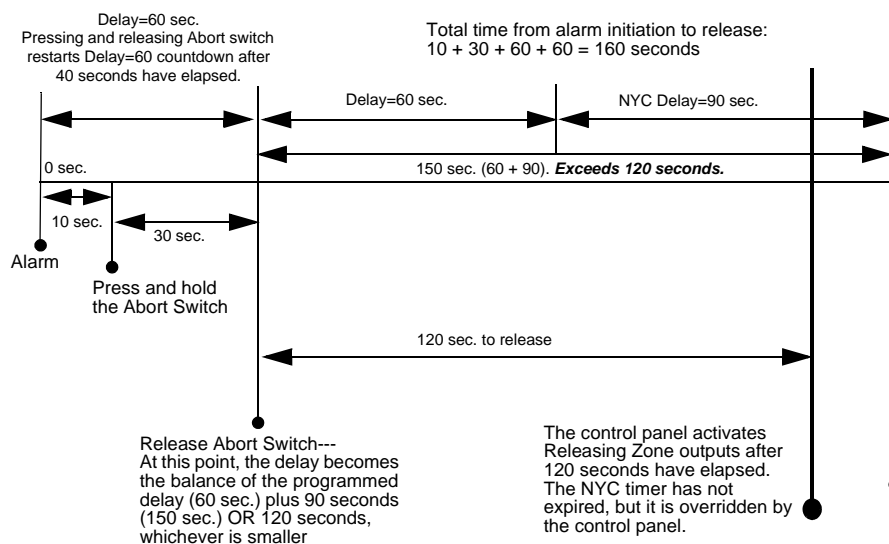 Delay=60 sec.
Pressing and releasing Abort switch
restarts Delay=60 countdown after
40 seconds have elapsed.
Total time from alarm initiation to release:
10 + 30 + 60 + 60 = 160 seconds
Delay=60 sec.
NYC Delay=90 sec.
0 sec.
150 sec. (60 + 90). Exceeds 120 seconds.
10 sec.
30 sec.
Alarm
Press and hold
the Abort Switch
120 sec. to release
Release Abort Switch---
At this point, the delay becomes
the balance of the programmed
delay (60 sec.) plus 90 seconds
(150 sec.) OR 120 seconds,
whichever is smaller
The control panel activates
Releasing Zone outputs after
120 seconds have elapsed.
The NYC timer has not
expired, but it is overridden by
the control panel.